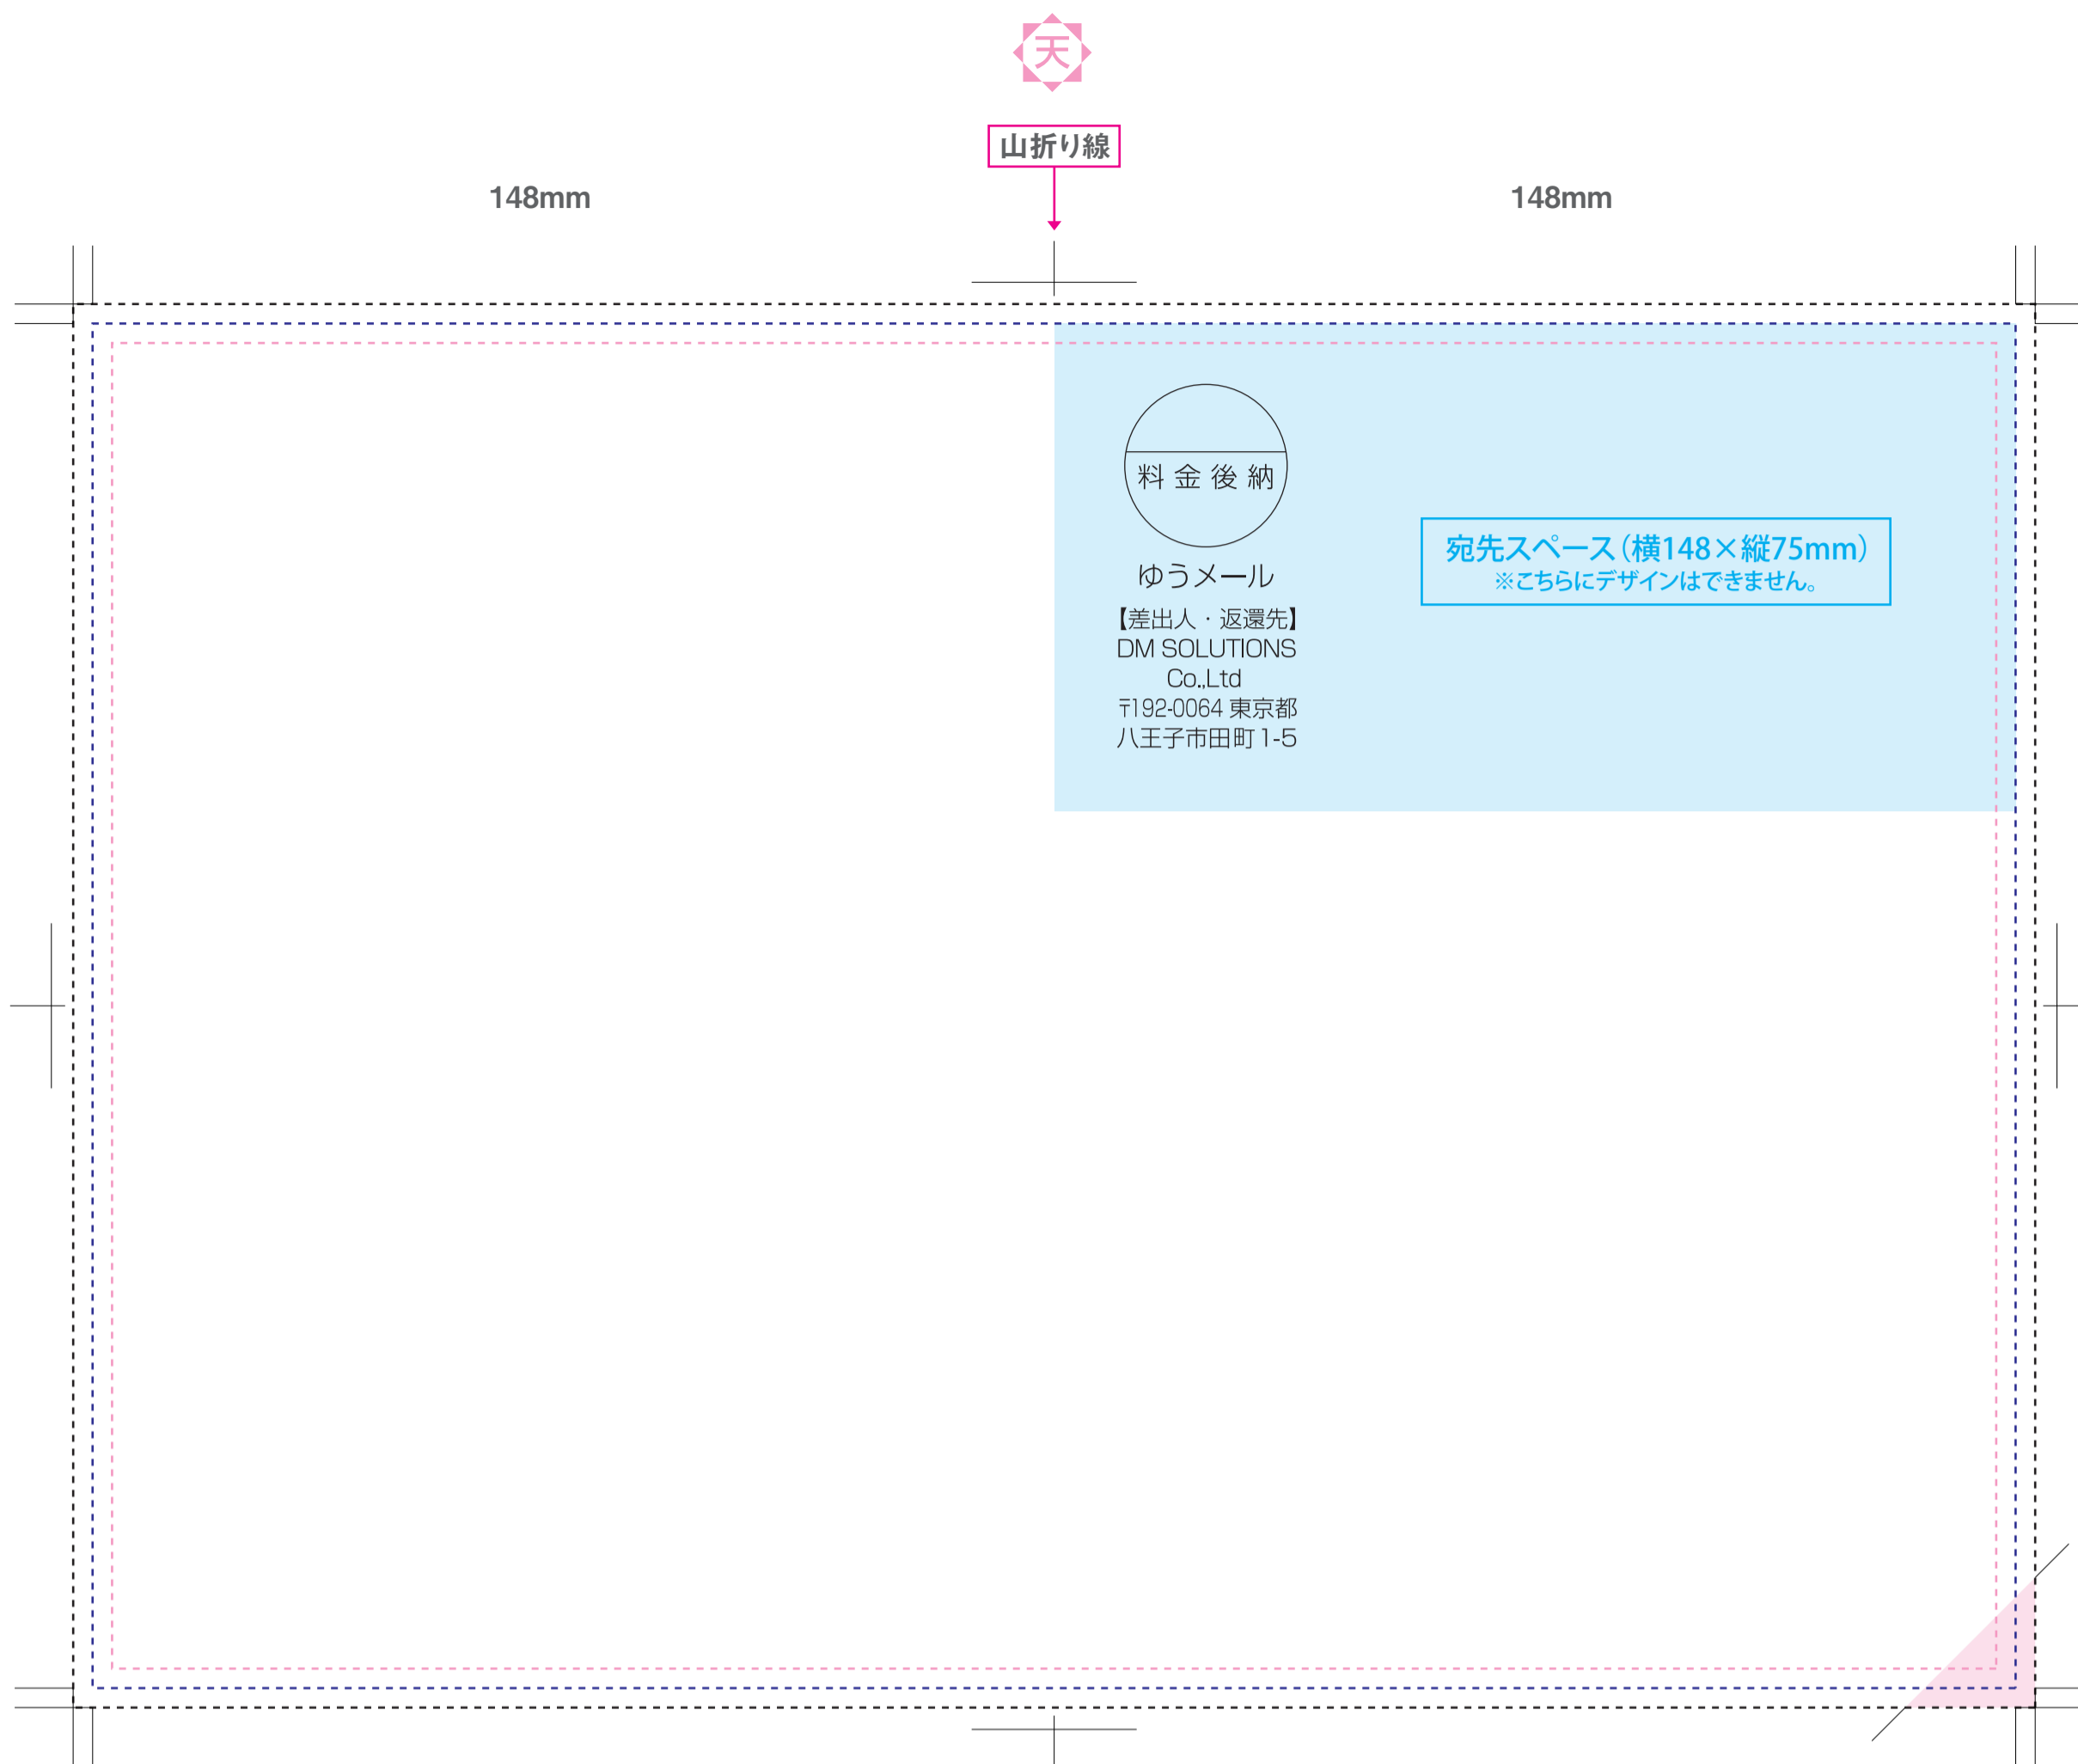 天
山折り線
148mm
148mm
料金後納
ゆうメール
【差出人・返還先】
DM SOLUTIONS
Co.,Ltd
〒192-0064 東京都
八王子市田町1-5
宛先スペース（横148×縦75mm）
※こちらにデザインはできません。